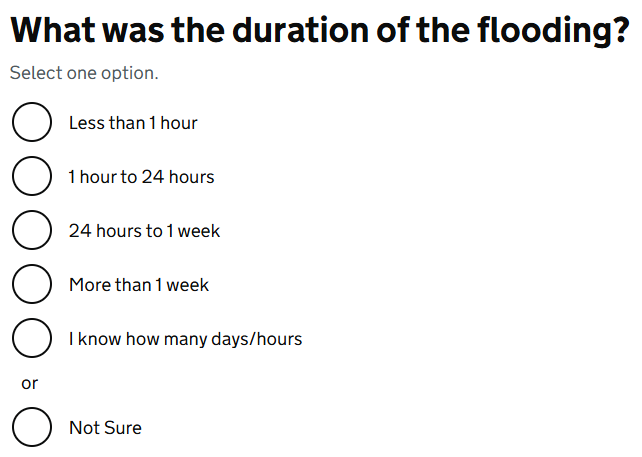 What was the duration of the flooding?
Select one option.
Less than 1 hour
1 hour to 24 hours
24 hours to 1 week
More than 1 week
I know how many days/hours
or
Not Sure